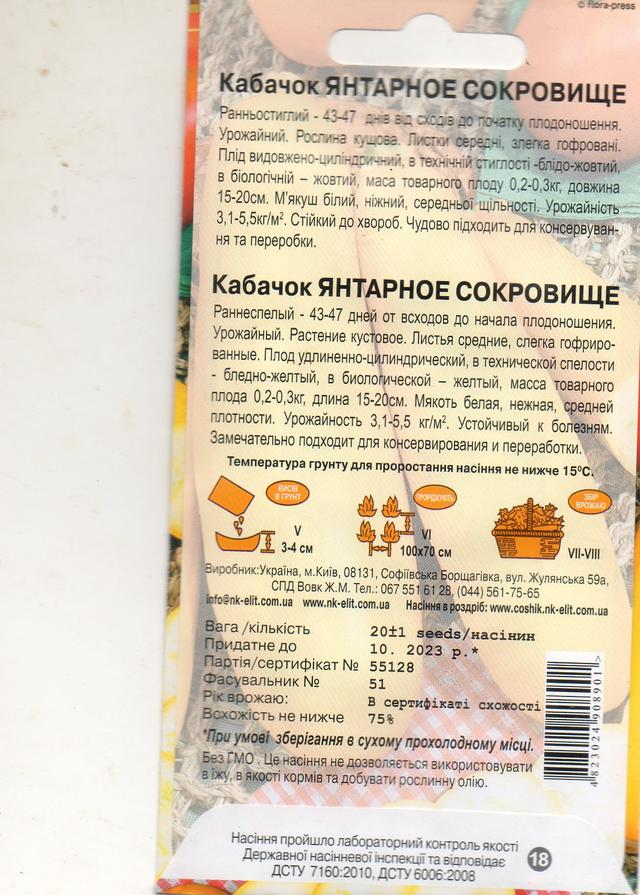 © flora-press
Кабачок ЯНТАРНОЕ СОКРОВИЩЕ
Ранньостиглий - 43-47 днів від сходів до початку плодоношення.
Урожайний. Рослина кущова. Листки середні, злегка гофровані.
Плід видовжено-циліндричний, в технічній стиглості -блідо-жовтий,
в біологічній – жовтий, маса товарного плоду 0,2-0,3кг, довжина
15-20см. М'якуш білий, ніжний, середньої щільності. Урожайність
3,1-5,5кг/м². Стійкий до хвороб. Чудово підходить для консервуван-
ня та переробки.
Кабачок ЯНТАРНОЕ СОКРОВИЩЕ
Раннеспелый - 43-47 дней от всходов до начала плодоношения.
Урожайный. Растение кустовое. Листья средние, слегка гофриро-
ванные. Плод удлиненно-цилиндрический, в технической спелости
- бледно-желтый, в биологической – желтый, масса товарного
плода 0,2-0,3кг, длина 15-20см. Мякоть белая, нежная, средней
плотности. Урожайность 3,1-5,5 кг/м². Устойчивый к болезням.
Замечательно подходит для консервирования и переработки.
Температура грунту для проростання насіння не нижче 15⁰С.
ВИСІВ В ГРУНТ
V
3-4 см
ПРОРІДЖУЮТЬ
VI
100х70 см
ЗБІР ВРОЖАЮ
VII-VIII
Виробник:Україна, м.Київ, 08131, Софіївська Борщагівка, вул. Жулянська 59а,
СПД Вовк Ж.М. Тел.: 067 551 61 28, (044) 561-75-65
info@nk-elit.com.ua www.nk-elit.com.ua Насіння в роздріб: www.coshik.nk-elit.com.ua
Вага /кількість 20±1 seeds/насінин
Придатне до 10. 2023 р.*
Партія/сертифікат № 55128
Фасувальник № 51
Рік врожаю: В сертифікаті схожості
Всхожість не нижче 75%
*При умові зберігання в сухому прохолодному місці.
Без ГМО . Це насіння не дозволяється використовувати
в їжу, в якості кормів та добувати рослинну олію.
4 823024 908901 >
Насіння пройшло лабораторний контроль якості
Державної насінневої інспекції та відповідає
ДСТУ 7160:2010, ДСТУ 6006:2008
18